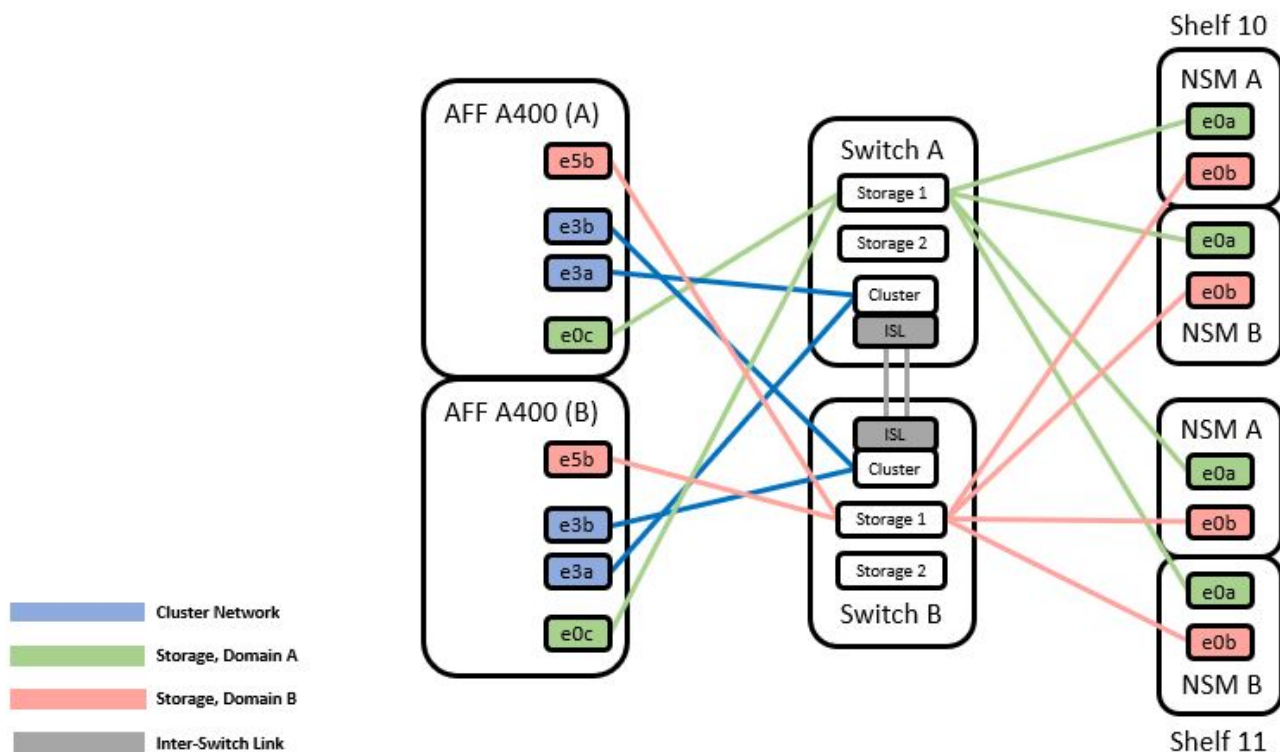 AFF A400 (A)
e5b
e3b
e3a
e0c
AFF A400 (B)
e5b
e3b
e3a
e0c
Switch A
Storage 1
Storage 2
Cluster
ISL
ISL
Cluster
Storage 1
Storage 2
Switch B
Shelf 10
NSM A
e0a
e0b
e0a
e0b
NSM B
NSM A
e0a
e0b
e0a
e0b
NSM B
Shelf 11
Cluster Network
Storage, Domain A
Storage, Domain B
Inter-Switch Link